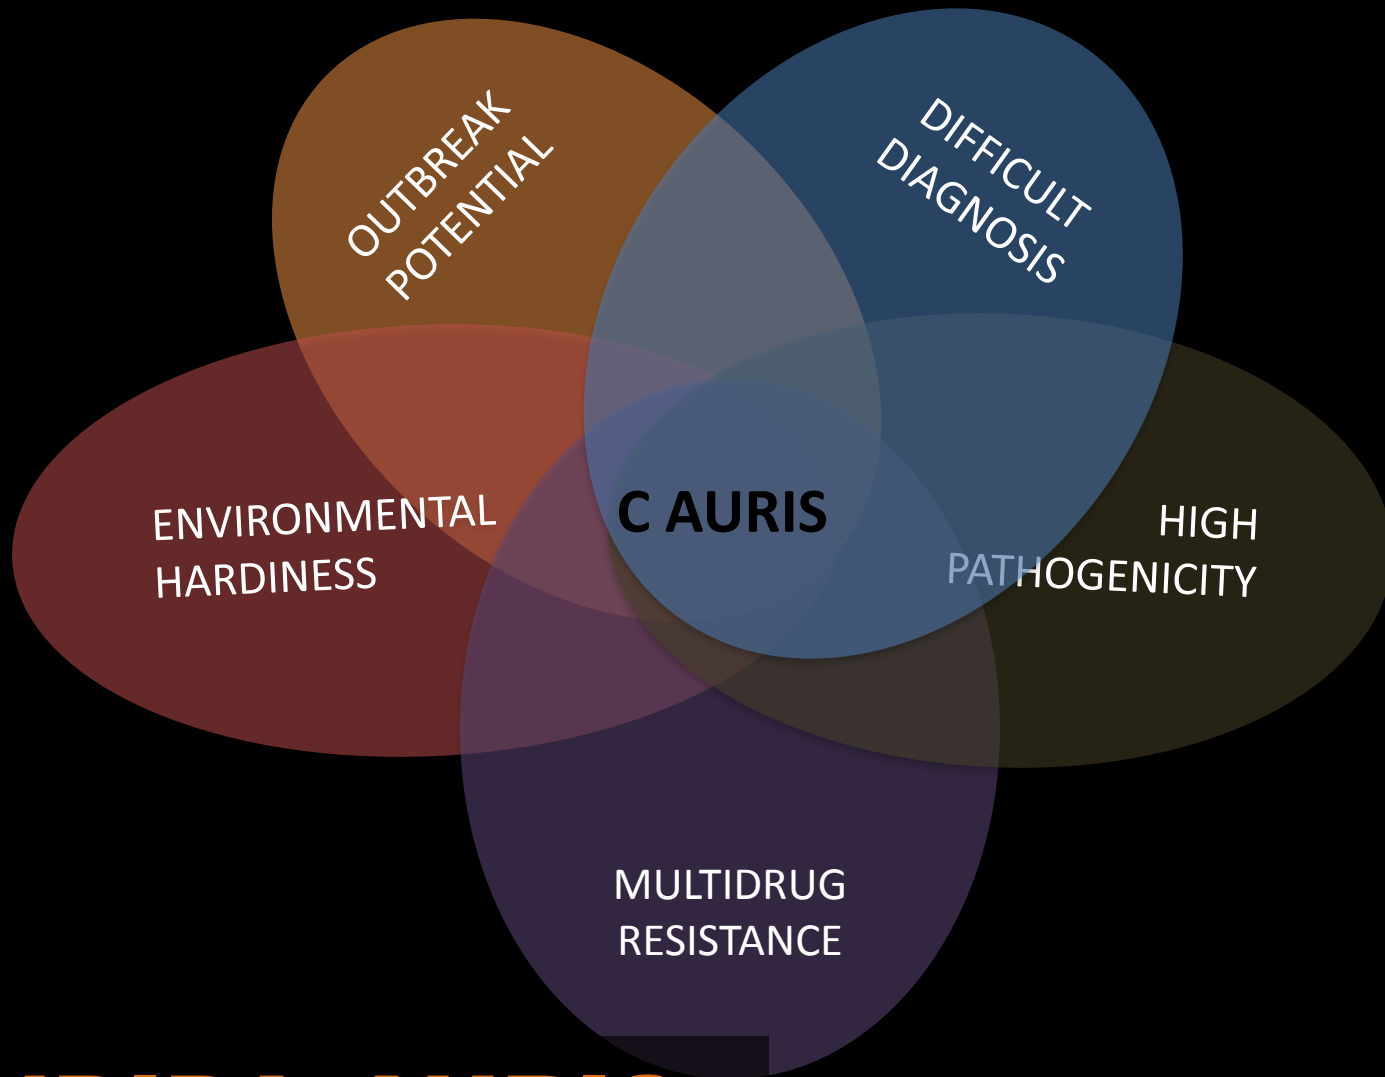 OUTBREAK
POTENTIAL
DIFFICULT
DIAGNOSIS
ENVIRONMENTAL
HARDINESS
C AURIS
HIGH
PATHOGENICITY
MULTIDRUG
RESISTANCE